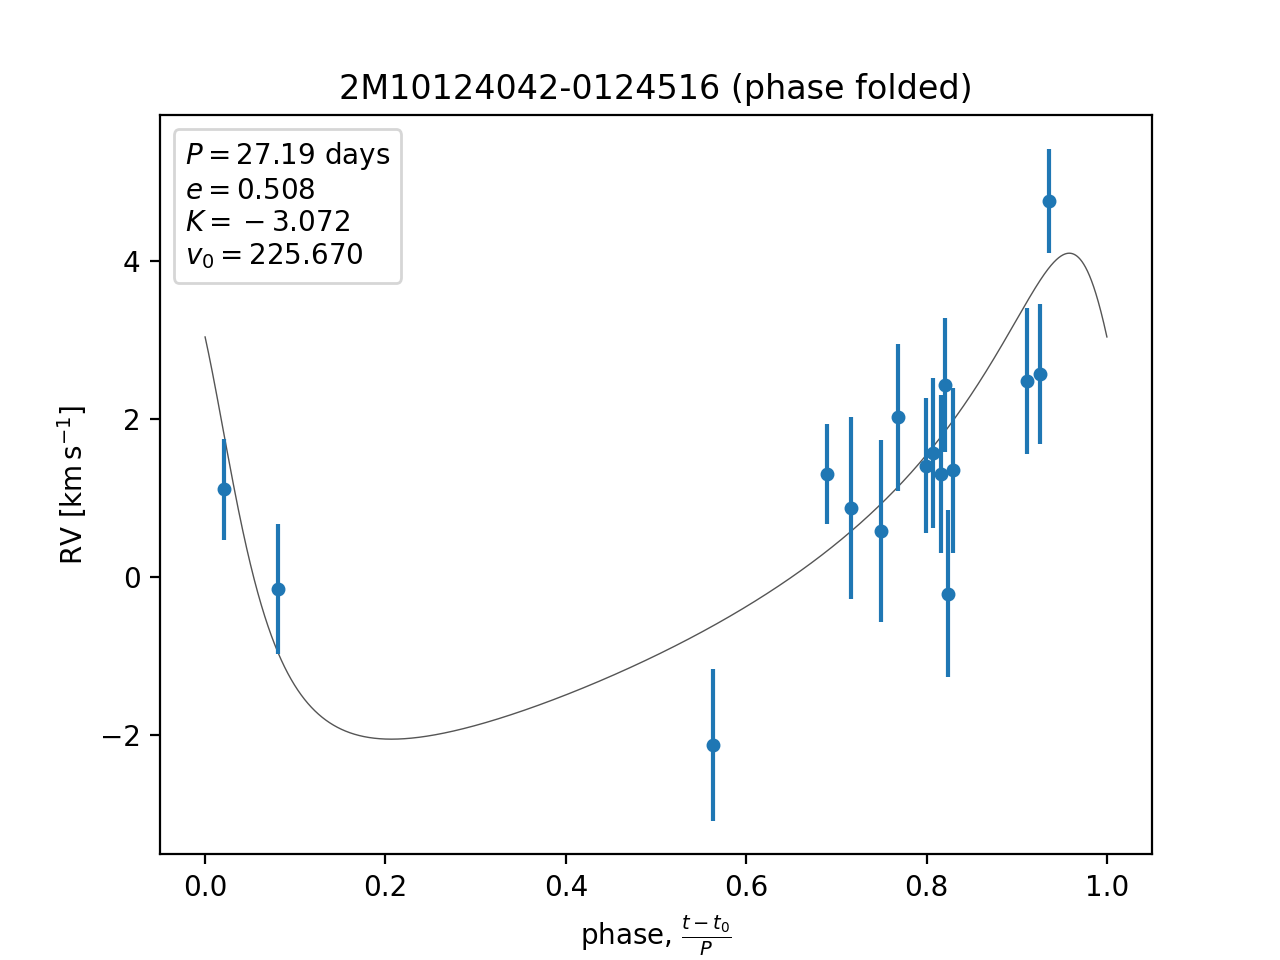 2M10124042-0124516 (phase folded)
P = 27.19 days
e = 0.508
K = −3.072
v₀ = 225.670
RV [km s⁻¹]
4
2
0
−2
0.0 0.2 0.4 0.6 0.8 1.0
phase, (t − t₀)/P